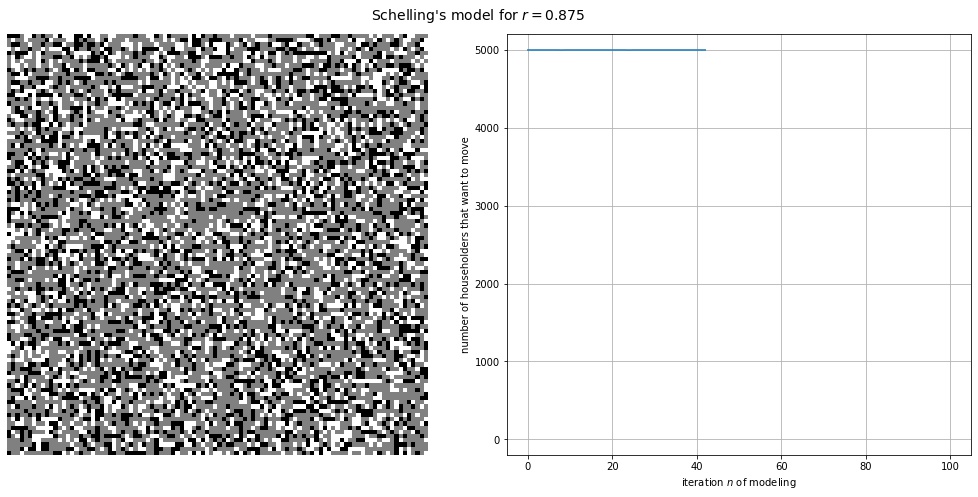 Schelling's model for r = 0.875
number of householders that want to move
5000
4000
3000
2000
1000
0
0 20 40 60 80 100
iteration n of modeling